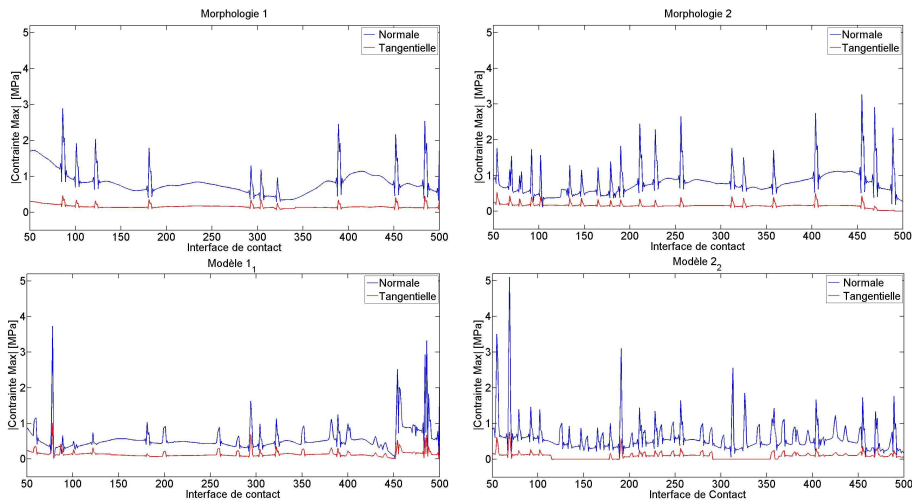 Morphologie 1
|Contrainte Max| [MPa]
5
4
3
2
1
0
Normale
Tangentielle
50 100 150 200 250 300 350 400 450 500
Interface de contact
Morphologie 2
|Contrainte Max| [MPa]
5
4
3
2
1
0
Normale
Tangentielle
50 100 150 200 250 300 350 400 450 500
Interface de contact
Modèle 1₁
|Contrainte Max| [MPa]
5
4
3
2
1
0
Normale
Tangentielle
50 100 150 200 250 300 350 400 450 500
Interface de contact
Modèle 2₂
|Contrainte Max| [MPa]
5
4
3
2
1
0
Normale
Tangentielle
50 100 150 200 250 300 350 400 450 500
Interface de Contact